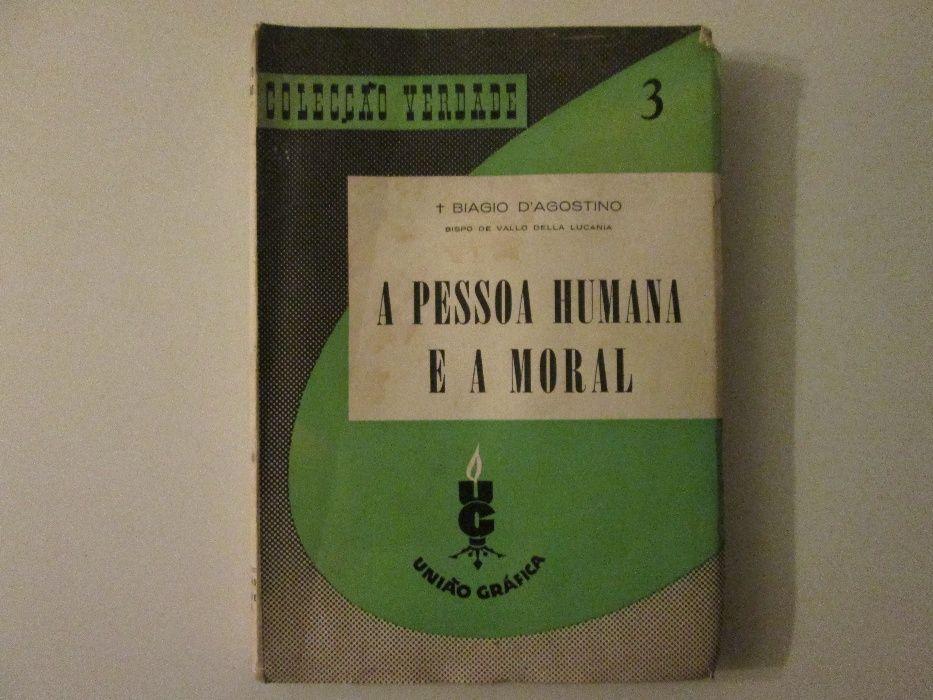 COLECÇÃO VERDADE
3
† BIAGIO D'AGOSTINO
BISPO DE VALLO DELLA LUCANIA
A PESSOA HUMANA
E A MORAL
UG
UNIÃO GRÁFICA